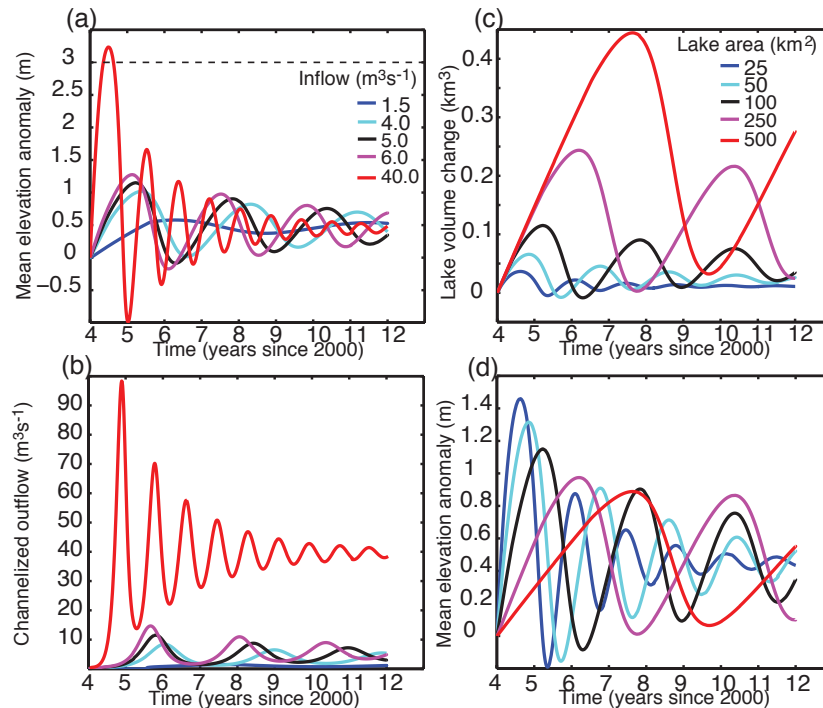 (a)
Mean elevation anomaly (m)
3
2.5
2
1.5
1
0.5
0
−0.5
Inflow (m³s⁻¹)
1.5
4.0
5.0
6.0
40.0
4 5 6 7 8 9 10 11 12
Time (years since 2000)
(c)
Lake volume change (km³)
0.4
0.3
0.2
0.1
0
Lake area (km²)
25
50
100
250
500
4 5 6 7 8 9 10 11 12
Time (years since 2000)
(b)
Channelized outflow (m³s-¹)
90
80
70
60
50
40
30
20
10
4 5 6 7 8 9 10 11 12
Time (years since 2000)
(d)
Mean elevation anomaly (m)
1.4
1.2
1
0.8
0.6
0.4
0.2
0
4 5 6 7 8 9 10 11 12
Time (years since 2000)